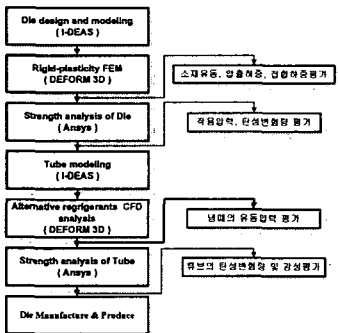 Die design and modeling
( I-DEAS )
Rigid-plasticity FEM
( DEFORM 3D )
소재유동, 압출하중, 접합하중평가
Strength analysis of Die
( Ansys )
작용압력, 탄성변화량 평가
Tube modeling
( I-DEAS )
Alternative regrigerants CFD
analysis
( DEFORM 3D )
냉매의 유동압력 평가
Strength analysis of Tube
( Ansys )
튜브의 탄성변화량 및 강성평가
Die Manufacture & Produce